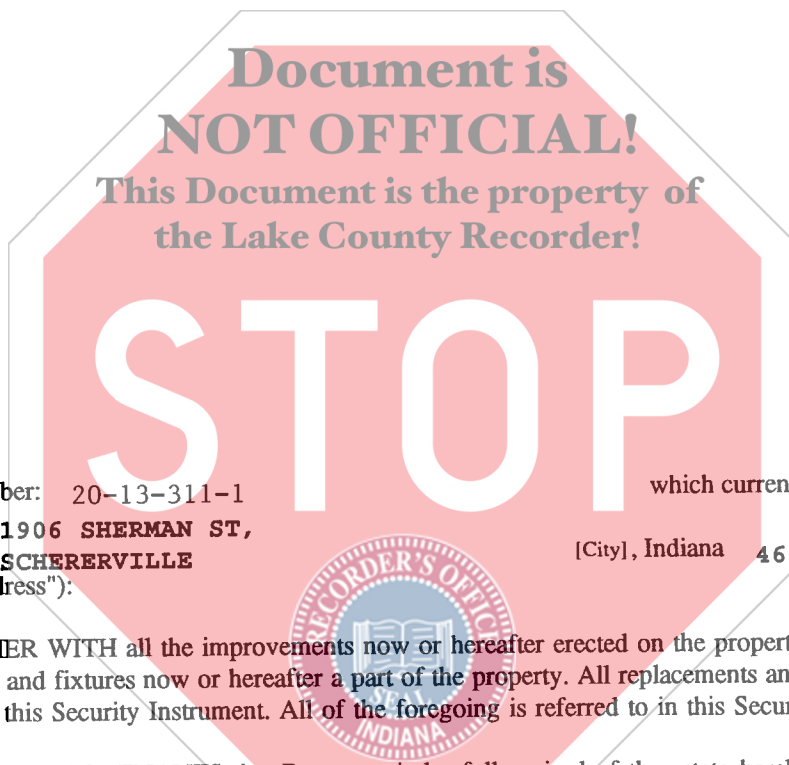 Document is
NOT OFFICIAL!
This Document is the property of
the Lake County Recorder!
STOP
ber: 20-13-311-1 which curren
1906 SHERMAN ST,
SCHERERVILLE [City], Indiana 46
lress"):
RECORDER'S OFFICE
ER WITH all the improvements now or hereafter erected on the propert
and fixtures now or hereafter a part of the property. All replacements an
SEAL
this Security Instrument. All of the foregoing is referred to in this Secur
INDIANA